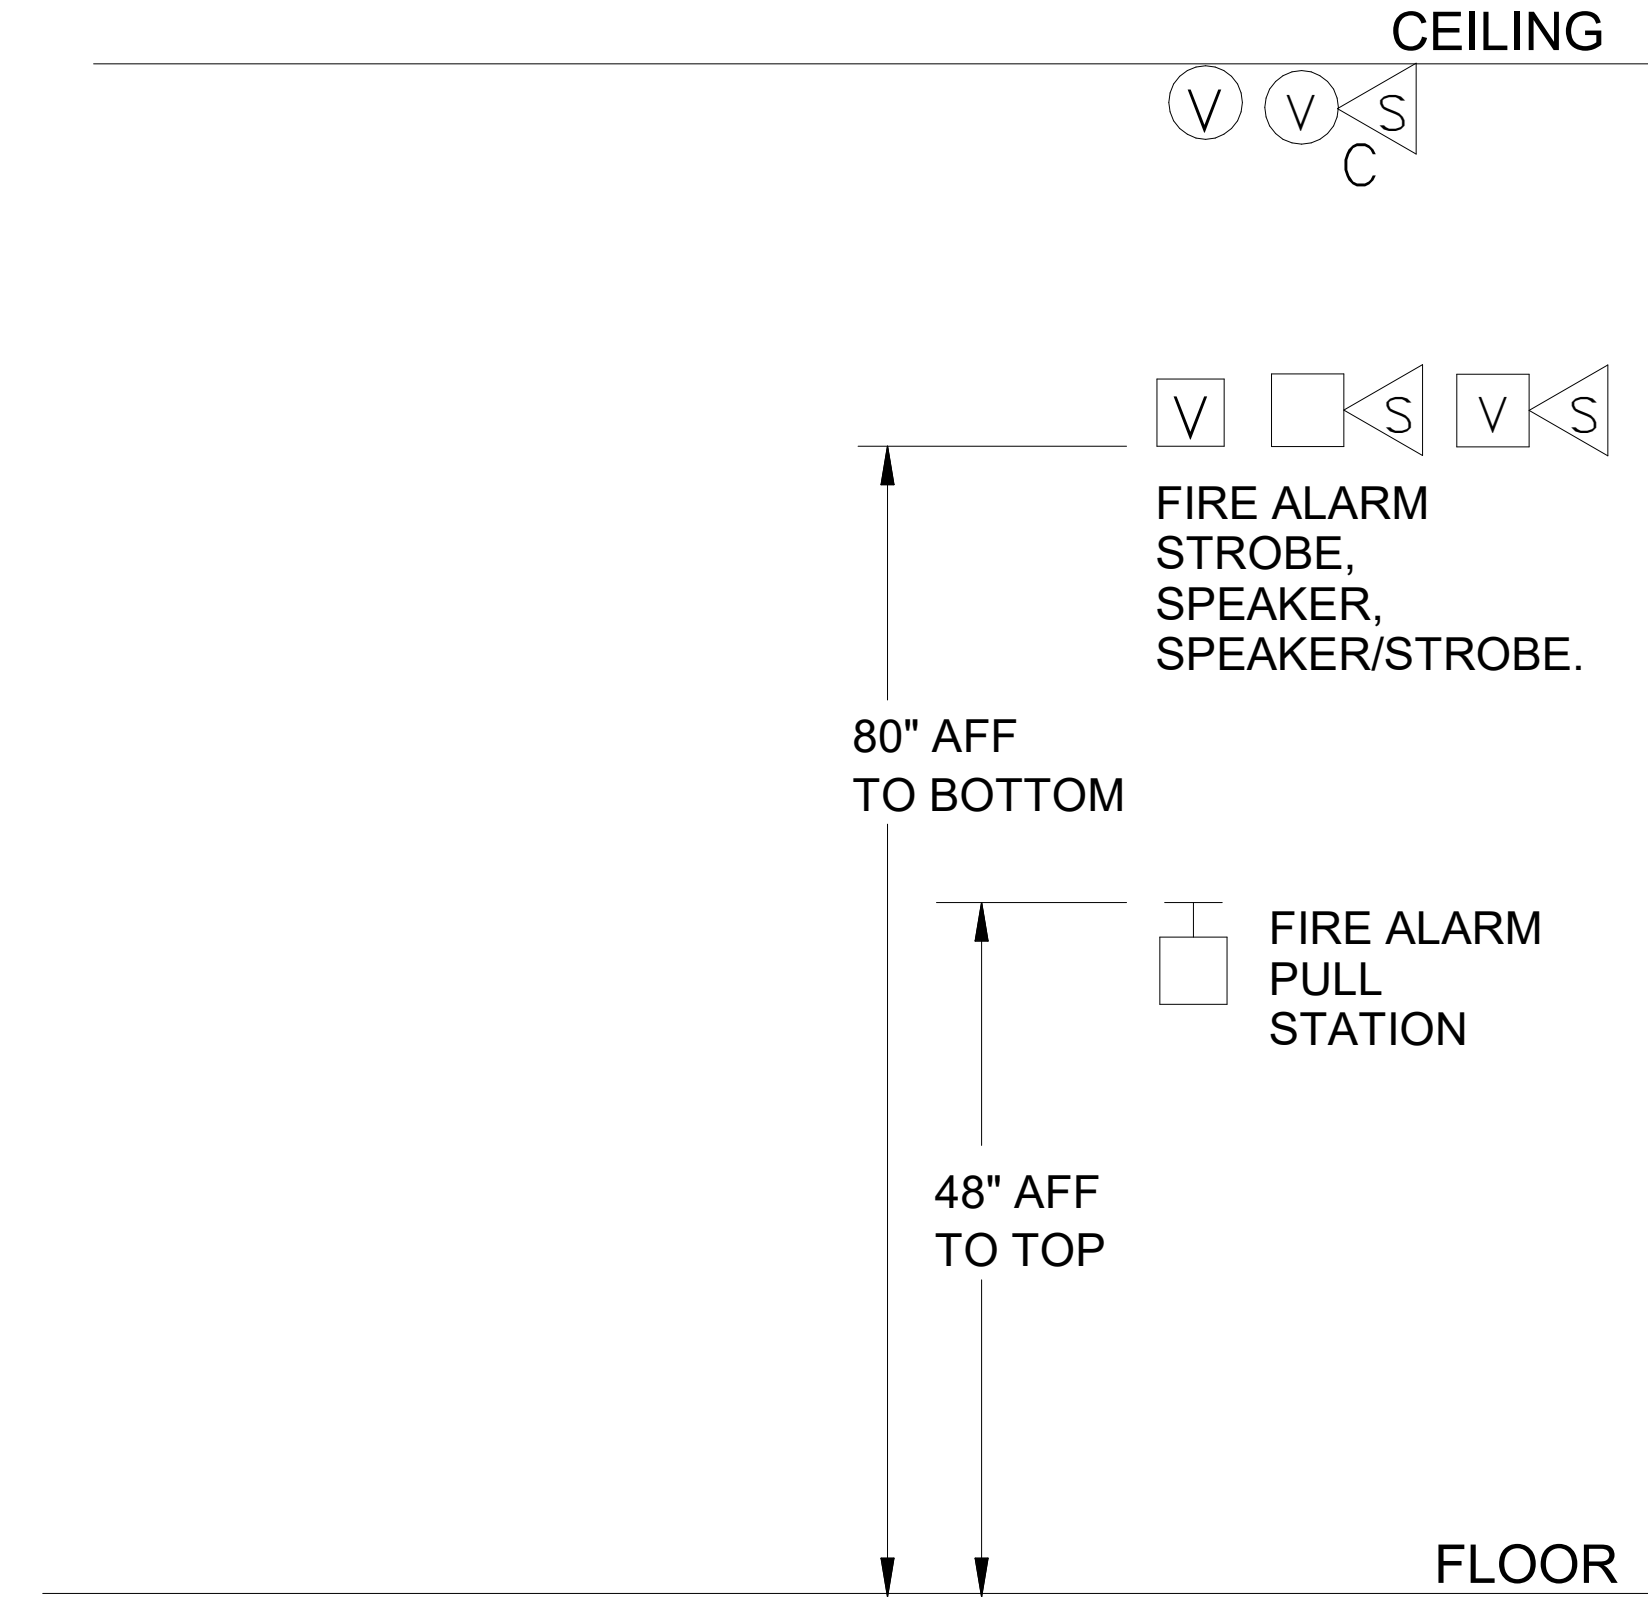 CEILING
V V S
C
V S V S
FIRE ALARM
STROBE,
SPEAKER,
SPEAKER/STROBE.
80" AFF
TO BOTTOM
FIRE ALARM
PULL
STATION
48" AFF
TO TOP
FLOOR